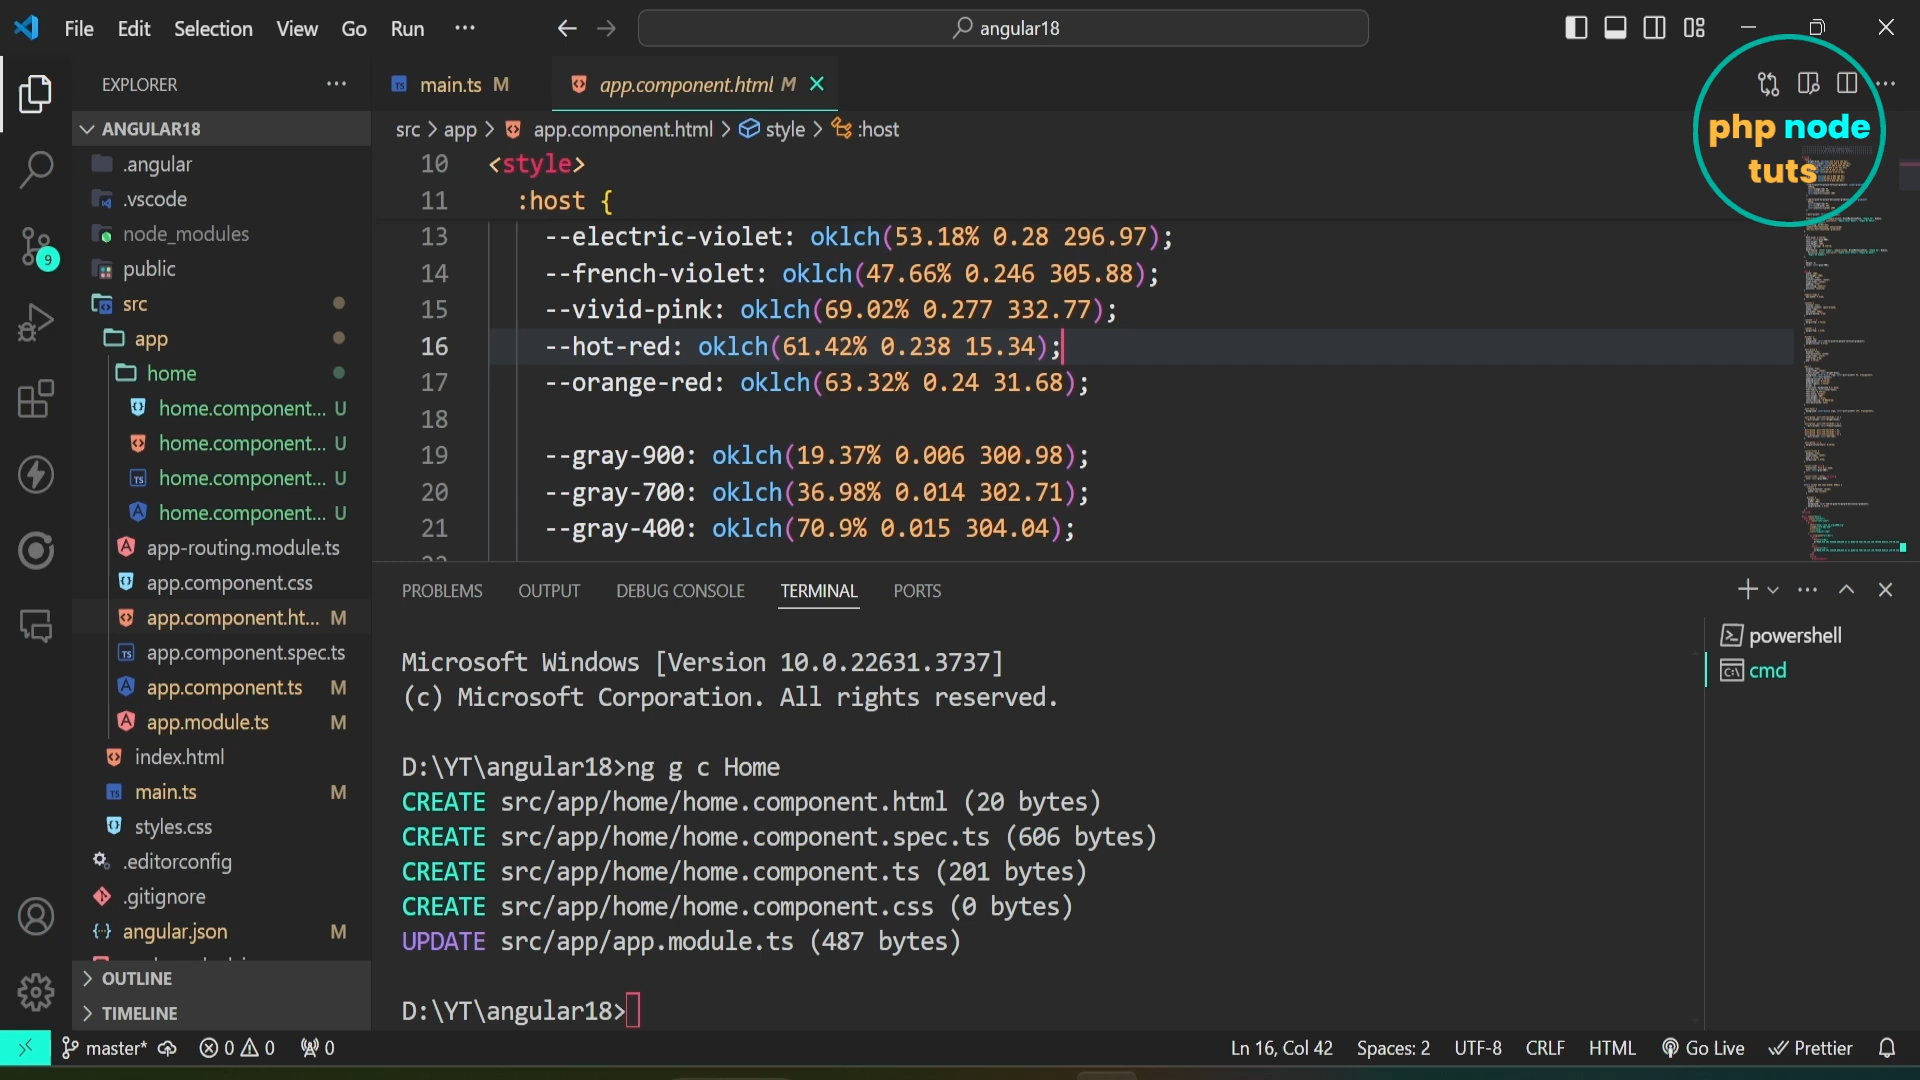 File Edit Selection View Go Run ··· angular18
EXPLORER
ANGULAR18
.angular
.vscode
node_modules
public
src
app
home
home.component... U
home.component... U
home.component... U
home.component... U
app-routing.module.ts
app.component.css
app.component.ht... M
app.component.spec.ts
app.component.ts M
app.module.ts M
index.html
main.ts M
styles.css
.editorconfig
.gitignore
angular.json M
OUTLINE
TIMELINE
9
main.ts M app.component.html M
src > app > app.component.html > style > :host
10 <style>
11 :host {
13 --electric-violet: oklch(53.18% 0.28 296.97);
14 --french-violet: oklch(47.66% 0.246 305.88);
15 --vivid-pink: oklch(69.02% 0.277 332.77);
16 --hot-red: oklch(61.42% 0.238 15.34);
17 --orange-red: oklch(63.32% 0.24 31.68);
18
19 --gray-900: oklch(19.37% 0.006 300.98);
20 --gray-700: oklch(36.98% 0.014 302.71);
21 --gray-400: oklch(70.9% 0.015 304.04);
php node
tuts
PROBLEMS OUTPUT DEBUG CONSOLE TERMINAL PORTS
Microsoft Windows [Version 10.0.22631.3737]
(c) Microsoft Corporation. All rights reserved.
D:\YT\angular18>ng g c Home
CREATE src/app/home/home.component.html (20 bytes)
CREATE src/app/home/home.component.spec.ts (606 bytes)
CREATE src/app/home/home.component.ts (201 bytes)
CREATE src/app/home/home.component.css (0 bytes)
UPDATE src/app/app.module.ts (487 bytes)
D:\YT\angular18>
powershell
cmd
master* 0 0 0 Ln 16, Col 42 Spaces: 2 UTF-8 CRLF HTML Go Live Prettier